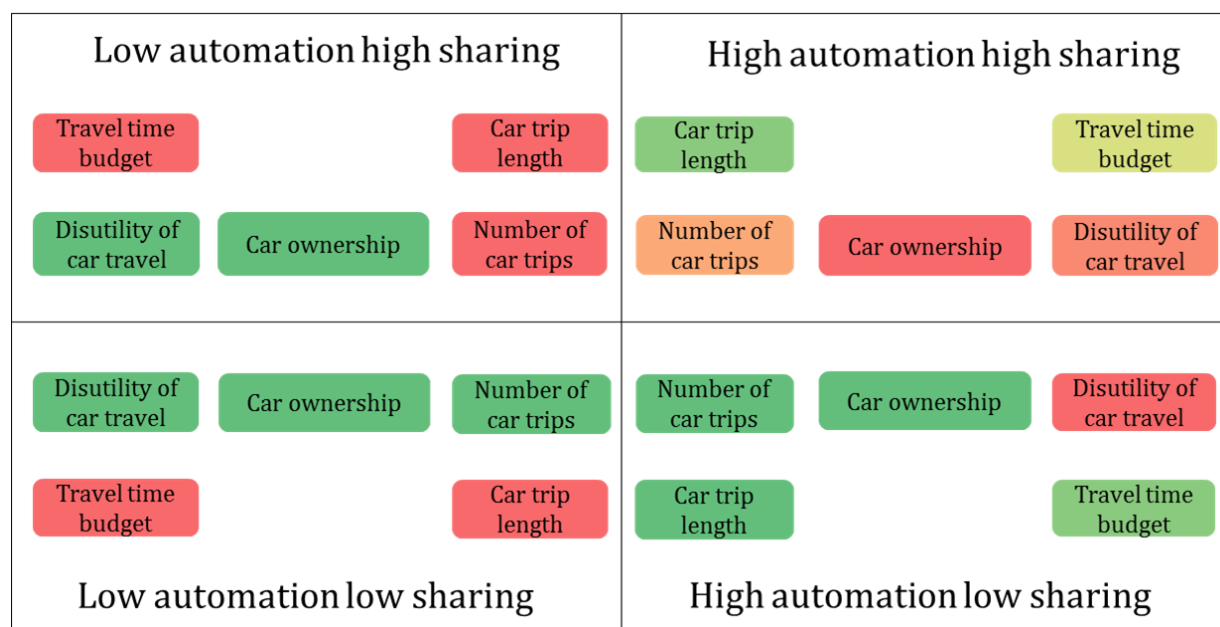 Low automation high sharing
Travel time
budget
Car trip
length
Disutility of
car travel
Car ownership
Number of
car trips
High automation high sharing
Car trip
length
Travel time
budget
Number of
car trips
Car ownership
Disutility of
car travel
Disutility of
car travel
Car ownership
Number of
car trips
Travel time
budget
Car trip
length
Low automation low sharing
Number of
car trips
Car ownership
Disutility of
car travel
Car trip
length
Travel time
budget
High automation low sharing